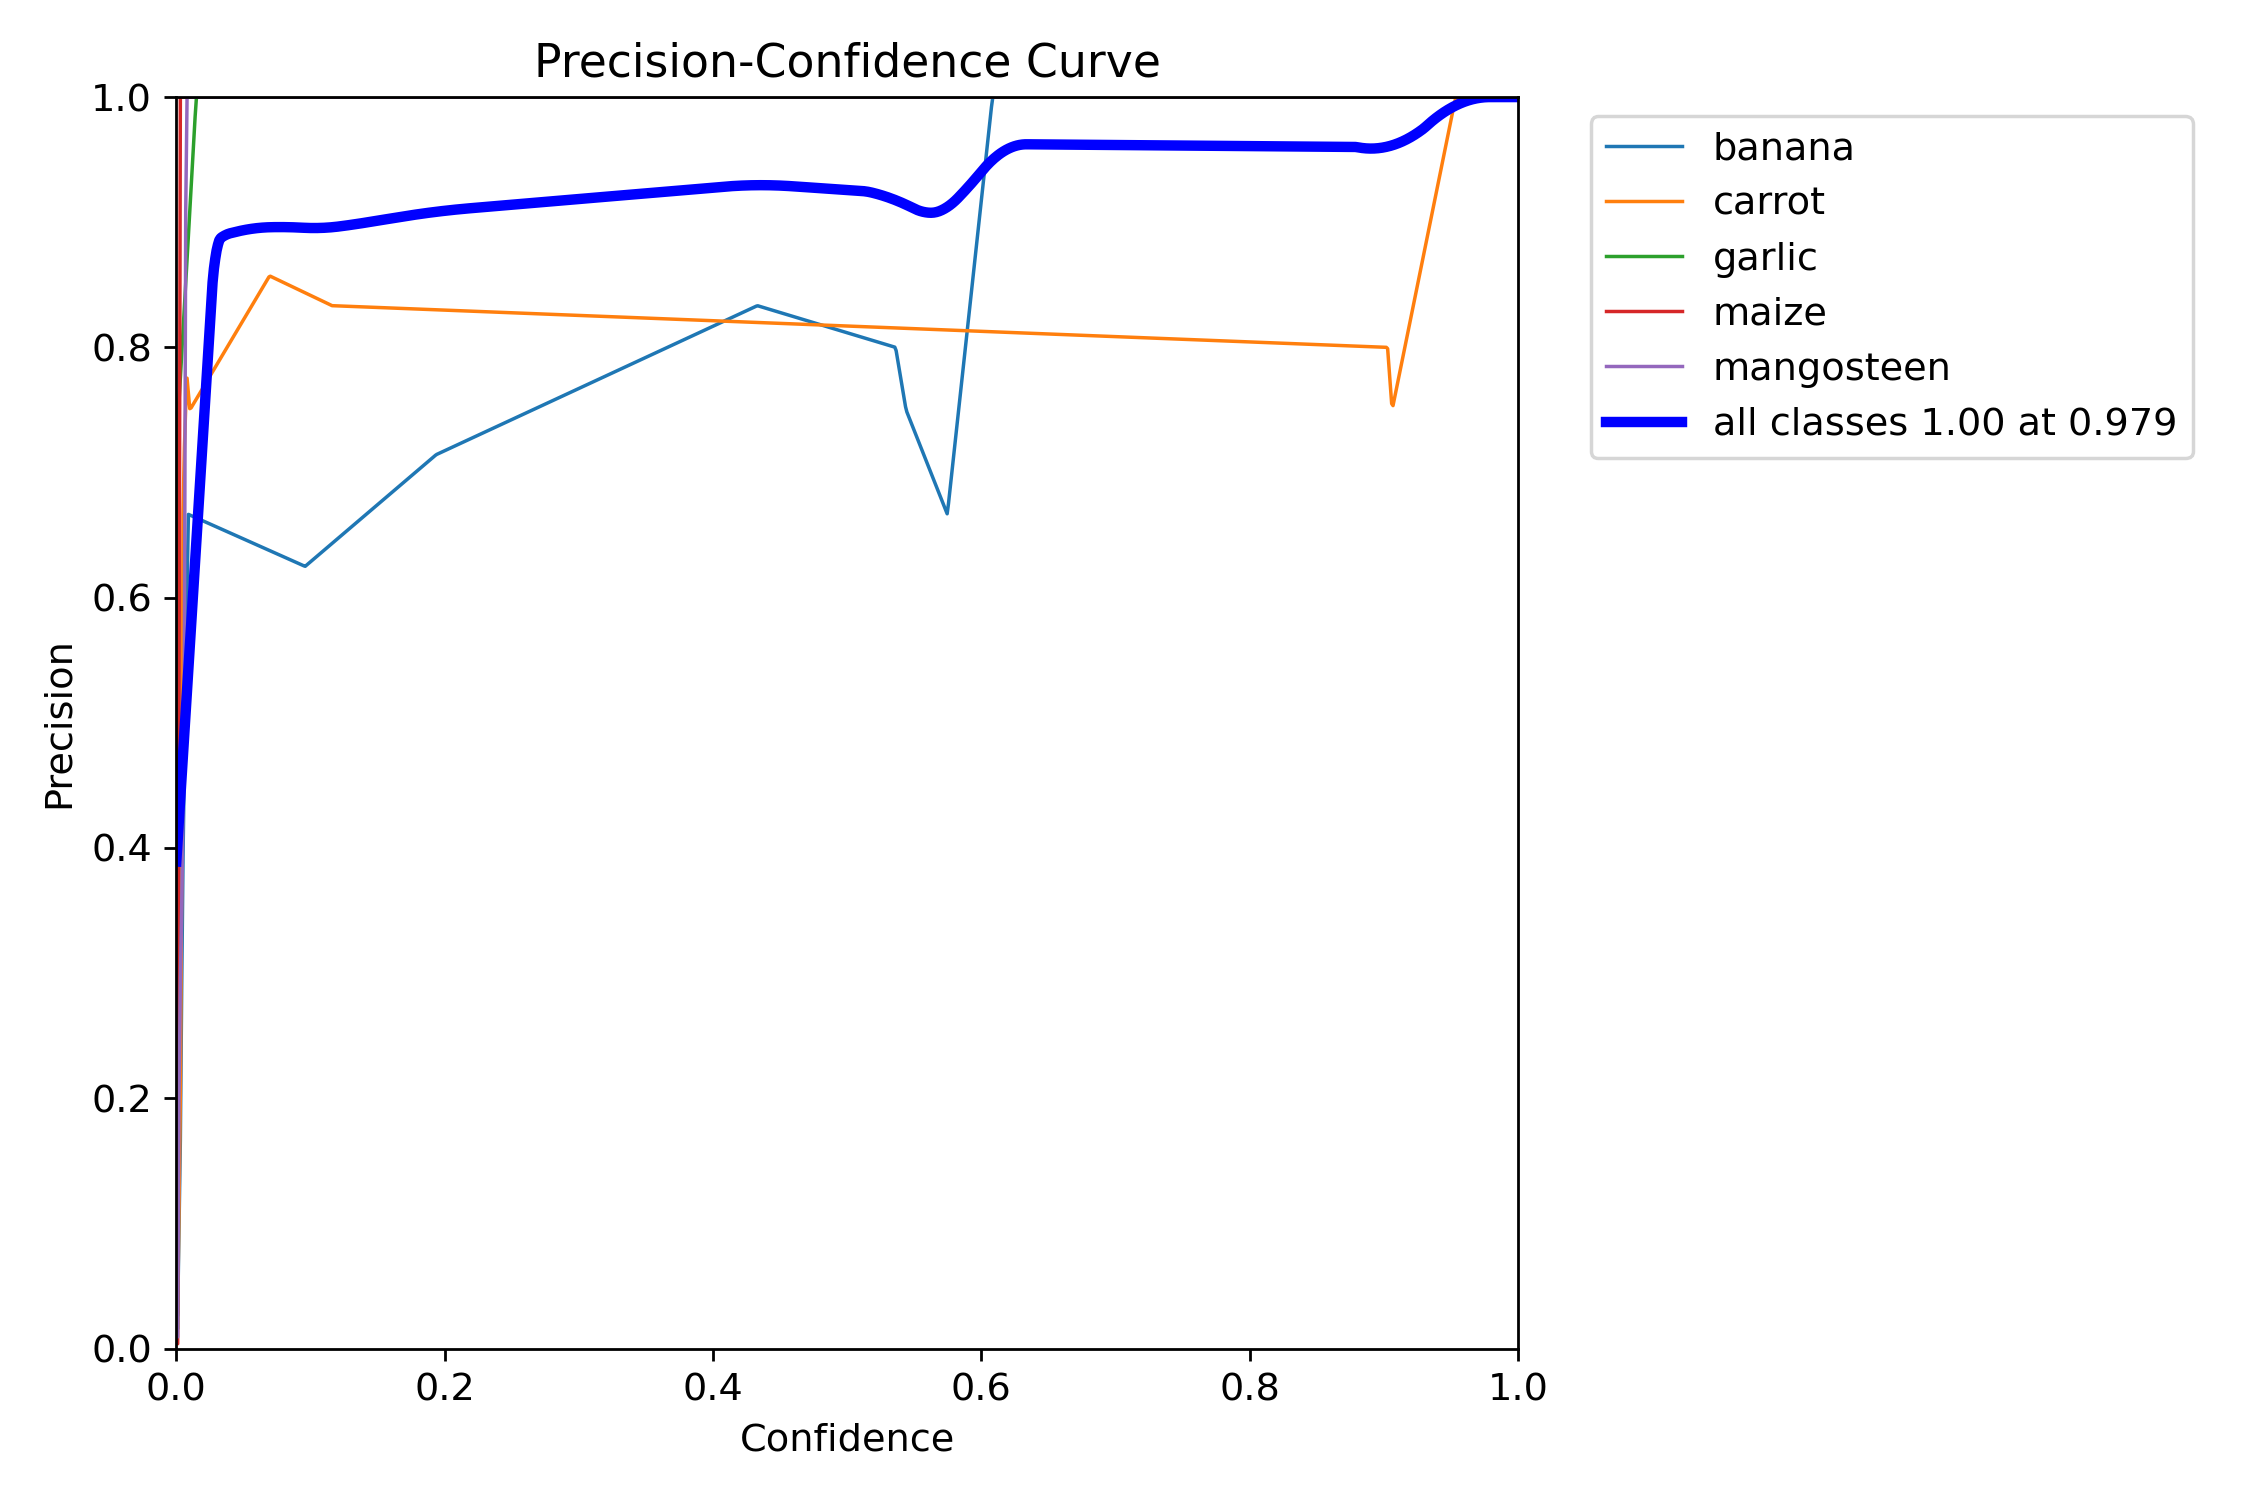 Precision-Confidence Curve
1.0
0.8
0.6
0.4
0.2
0.0
Precision
0.0 0.2 0.4 0.6 0.8 1.0
Confidence
banana
carrot
garlic
maize
mangosteen
all classes 1.00 at 0.979